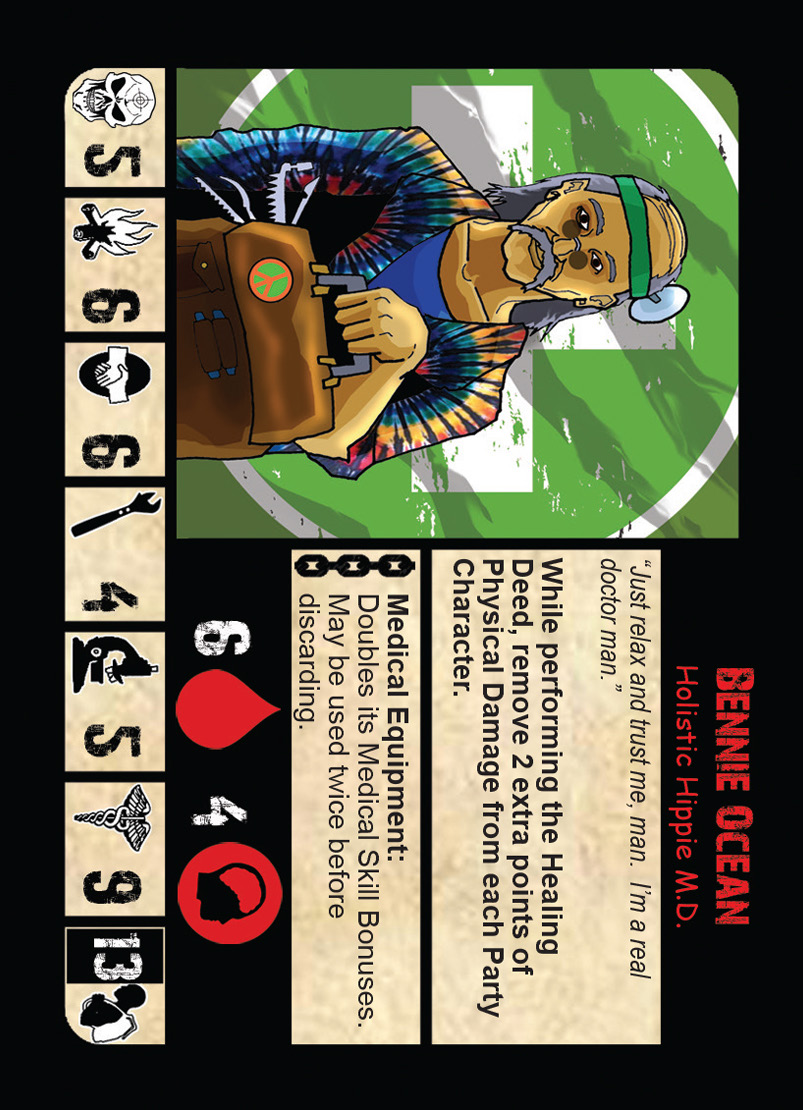 BENNIE OCEAN
Holistic Hippie M.D.
“Just relax and trust me, man. I’m a real
doctor man.”
While performing the Healing
Deed, remove 2 extra points of
Physical Damage from each Party
Character.
Medical Equipment:
Doubles its Medical Skill Bonuses.
May be used twice before
discarding.
6 4
5 6 6 4 5 9 13